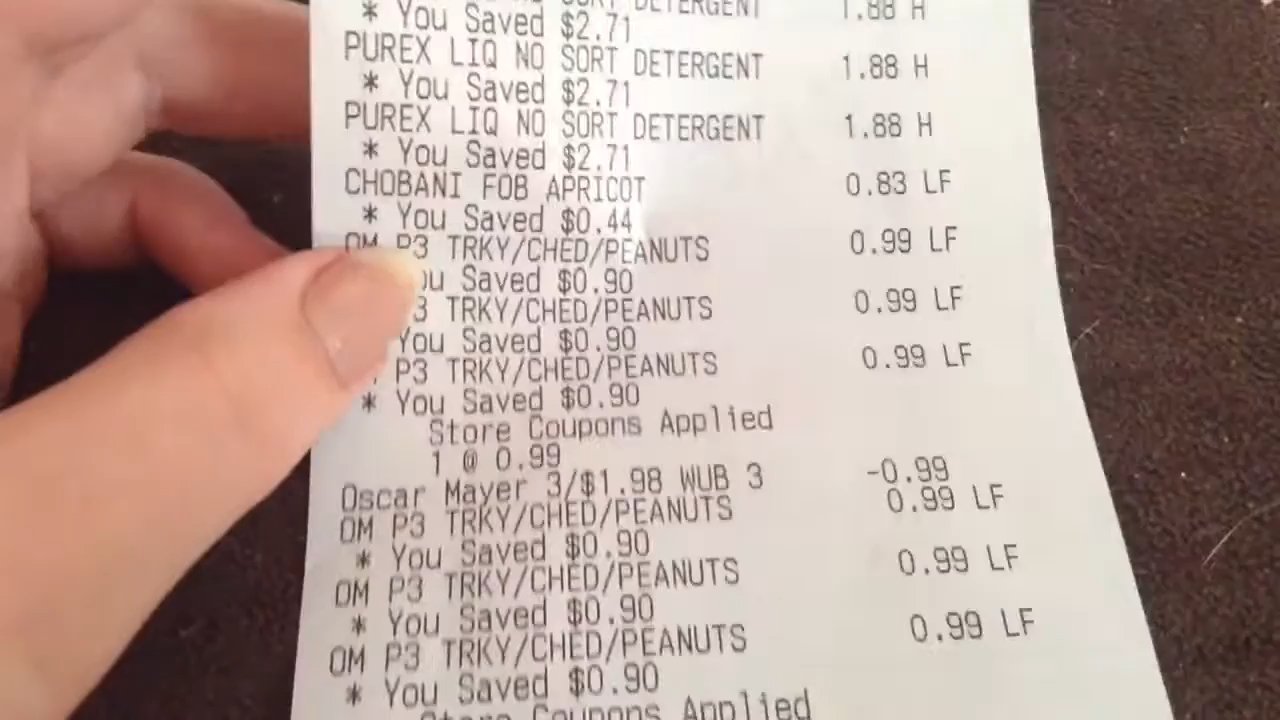 DETERGENT 1.88 H
* You Saved $2.71
PUREX LIQ NO SORT DETERGENT 1.88 H
* You Saved $2.71
PUREX LIQ NO SORT DETERGENT 1.88 H
* You Saved $2.71
CHOBANI FOB APRICOT 0.83 LF
* You Saved $0.44
OM P3 TRKY/CHED/PEANUTS 0.99 LF
You Saved $0.90
P3 TRKY/CHED/PEANUTS 0.99 LF
You Saved $0.90
P3 TRKY/CHED/PEANUTS 0.99 LF
* You Saved $0.90
Store Coupons Applied
1 @ 0.99
Oscar Mayer 3/$1.98 WUB 3 -0.99
OM P3 TRKY/CHED/PEANUTS 0.99 LF
* You Saved $0.90
OM P3 TRKY/CHED/PEANUTS 0.99 LF
* You Saved $0.90
OM P3 TRKY/CHED/PEANUTS 0.99 LF
* You Saved $0.90
Store Coupons Applied